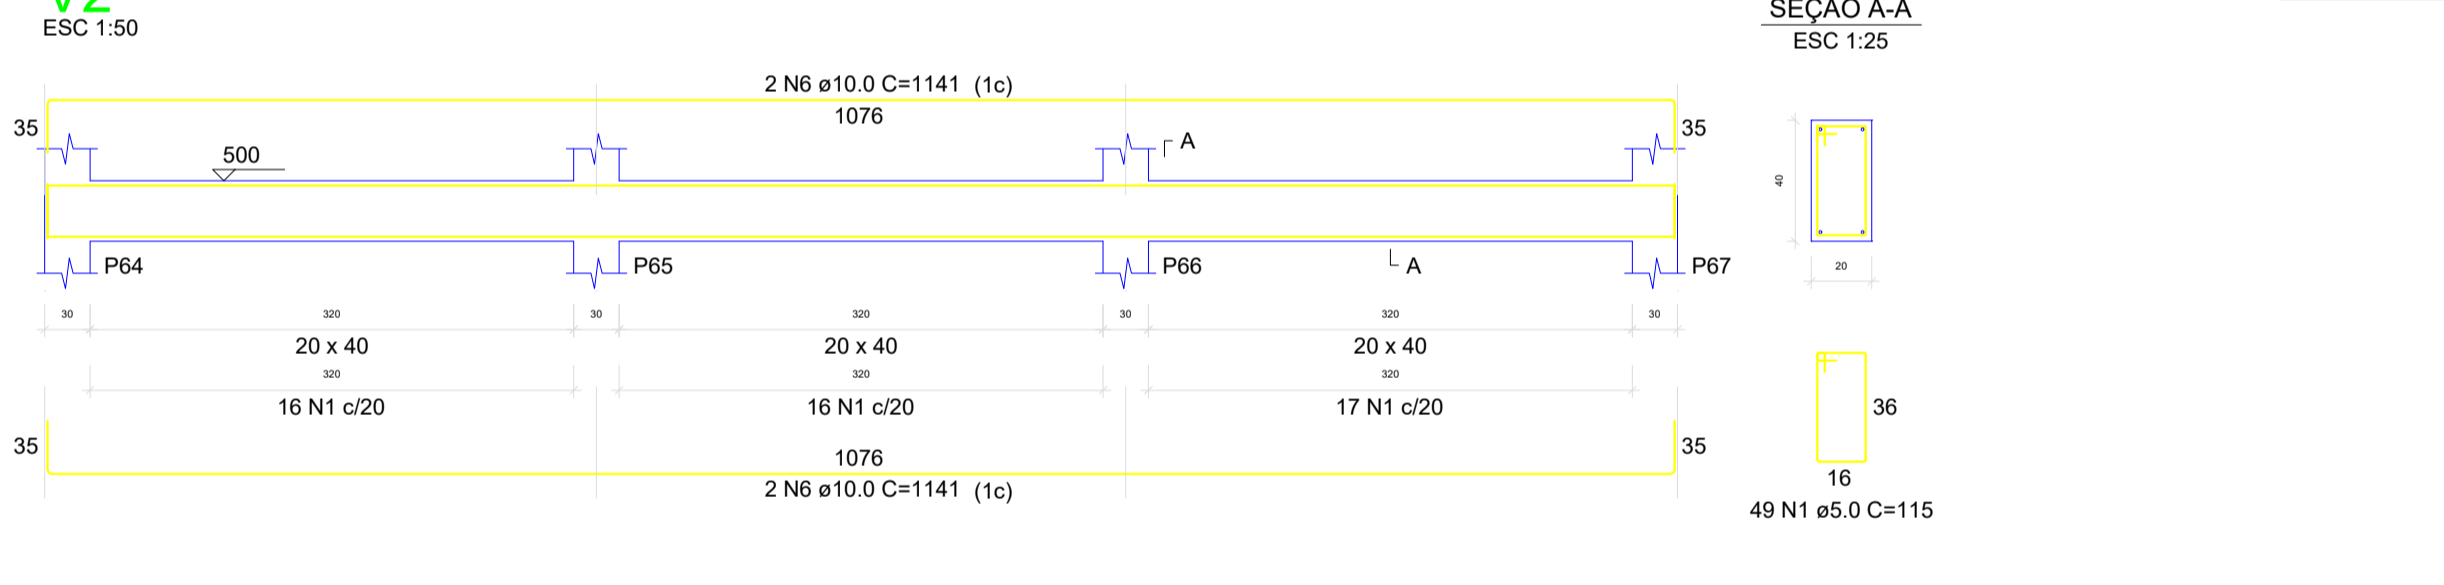 V2
ESC 1:50
SEÇÃO A-A
ESC 1:25
2 N6 ø10.0 C=1141 (1c)
1076
35
35
A
500
40
P64
P65
P66
A
P67
20
30
320
30
320
30
320
30
20 x 40
20 x 40
20 x 40
320
320
320
16 N1 c/20
16 N1 c/20
17 N1 c/20
36
35
1076
35
2 N6 ø10.0 C=1141 (1c)
16
49 N1 ø5.0 C=115